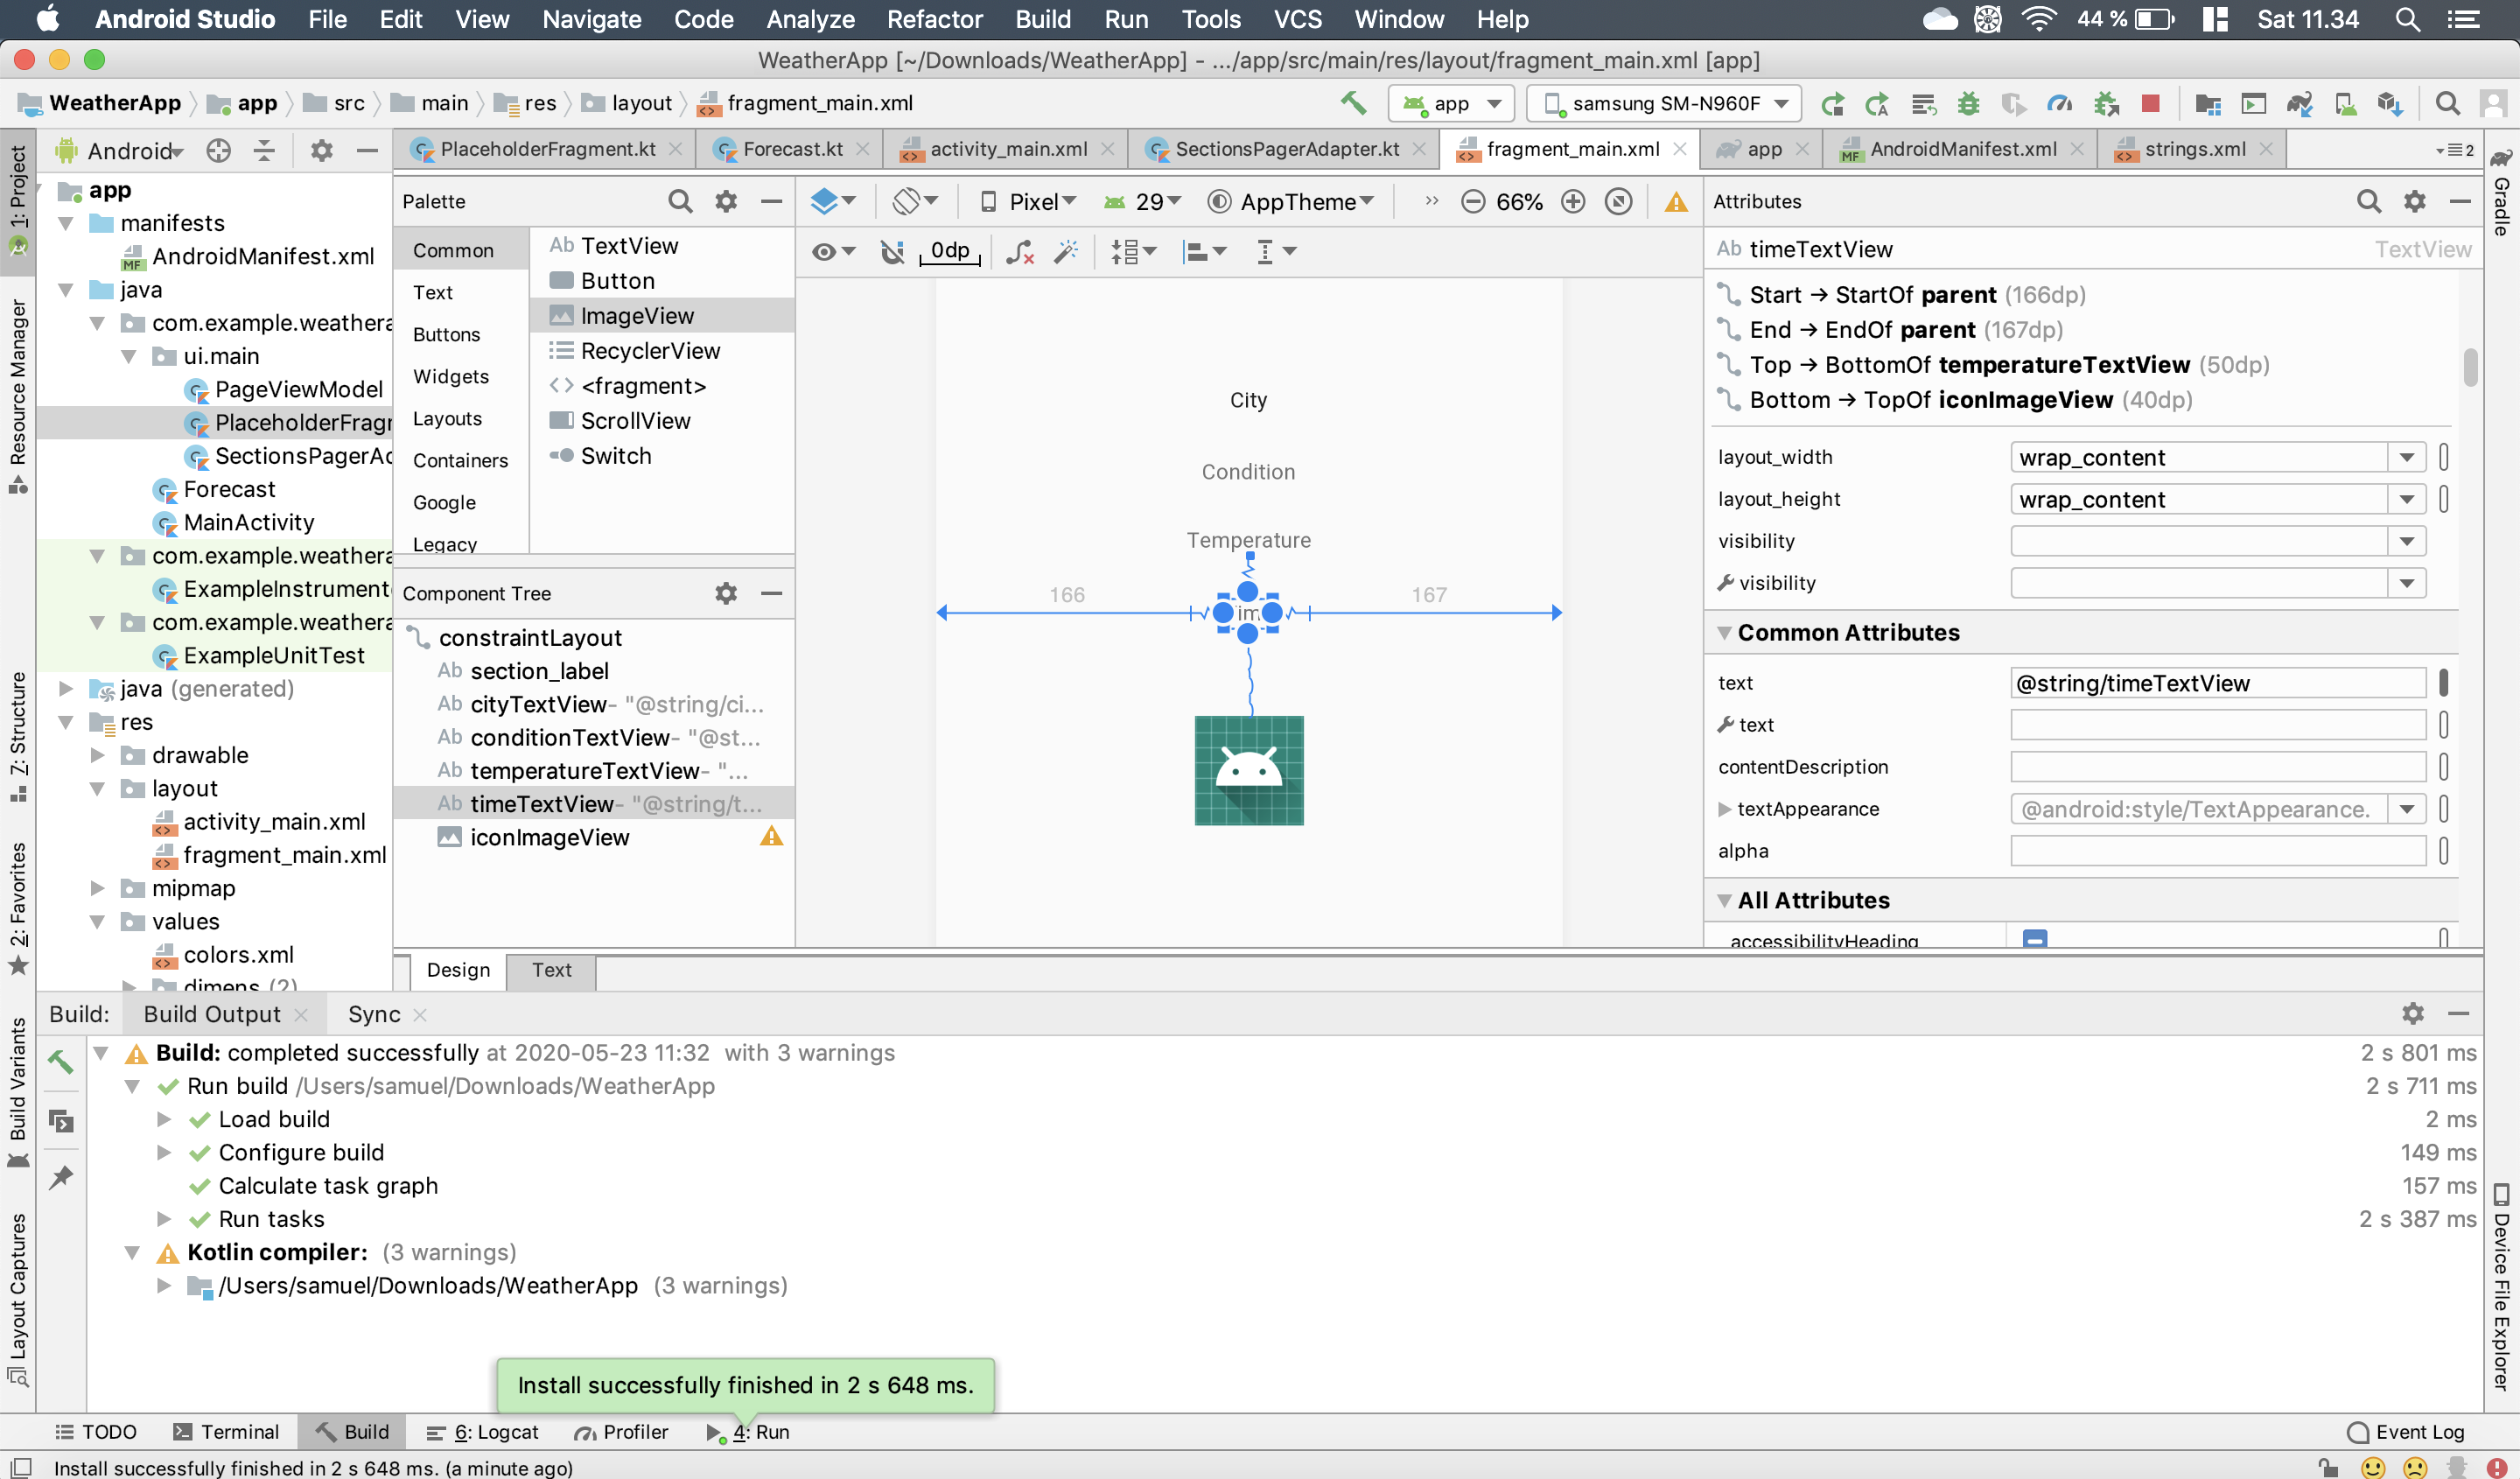 Android Studio File Edit View Navigate Code Analyze Refactor Build Run Tools VCS Window Help 44 % Sat 11.34
WeatherApp [~/Downloads/WeatherApp] - .../app/src/main/res/layout/fragment_main.xml [app]
WeatherApp app src main res layout fragment_main.xml app samsung SM-N960F
Android PlaceholderFragment.kt Forecast.kt activity_main.xml SectionsPagerAdapter.kt fragment_main.xml app AndroidManifest.xml strings.xml 2
1: Project
Resource Manager
7: Structure
2: Favorites
Build Variants
Layout Captures
app
manifests
AndroidManifest.xml
java
com.example.weathera
ui.main
PageViewModel
PlaceholderFragr
SectionsPagerAc
Forecast
MainActivity
com.example.weathera
ExampleInstrument
com.example.weathera
ExampleUnitTest
java (generated)
res
drawable
layout
activity_main.xml
fragment_main.xml
mipmap
values
colors.xml
dimens (2)
Palette
Common
Text
Buttons
Widgets
Layouts
Containers
Google
Legacy
Ab TextView
Button
ImageView
RecyclerView
<> <fragment>
ScrollView
Switch
Component Tree
constraintLayout
Ab section_label
Ab cityTextView- "@string/ci...
Ab conditionTextView- "@st...
Ab temperatureTextView- "...
Ab timeTextView- "@string/t...
iconImageView
Pixel 29 AppTheme >> 66%
0dp
City
Condition
Temperature
166 167
Tim
Design Text
Attributes
Ab timeTextView TextView
Start → StartOf parent (166dp)
End → EndOf parent (167dp)
Top → BottomOf temperatureTextView (50dp)
Bottom → TopOf iconImageView (40dp)
layout_width wrap_content
layout_height wrap_content
visibility
visibility
Common Attributes
text @string/timeTextView
text
contentDescription
textAppearance @android:style/TextAppearance.
alpha
All Attributes
accessibilityHeading
Gradle
Device File Explorer
Build: Build Output Sync
Build: completed successfully at 2020-05-23 11:32 with 3 warnings 2 s 801 ms
Run build /Users/samuel/Downloads/WeatherApp 2 s 711 ms
Load build 2 ms
Configure build 149 ms
Calculate task graph 157 ms
Run tasks 2 s 387 ms
Kotlin compiler: (3 warnings)
/Users/samuel/Downloads/WeatherApp (3 warnings)
Install successfully finished in 2 s 648 ms.
TODO Terminal Build 6: Logcat Profiler 4: Run Event Log
Install successfully finished in 2 s 648 ms. (a minute ago)